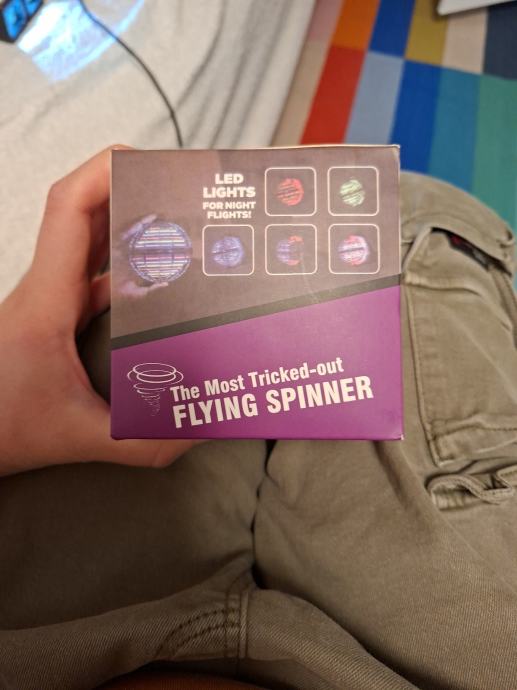 LED
LIGHTS
FOR NIGHT
FLIGHTS!
The Most Tricked-out
FLYING SPINNER